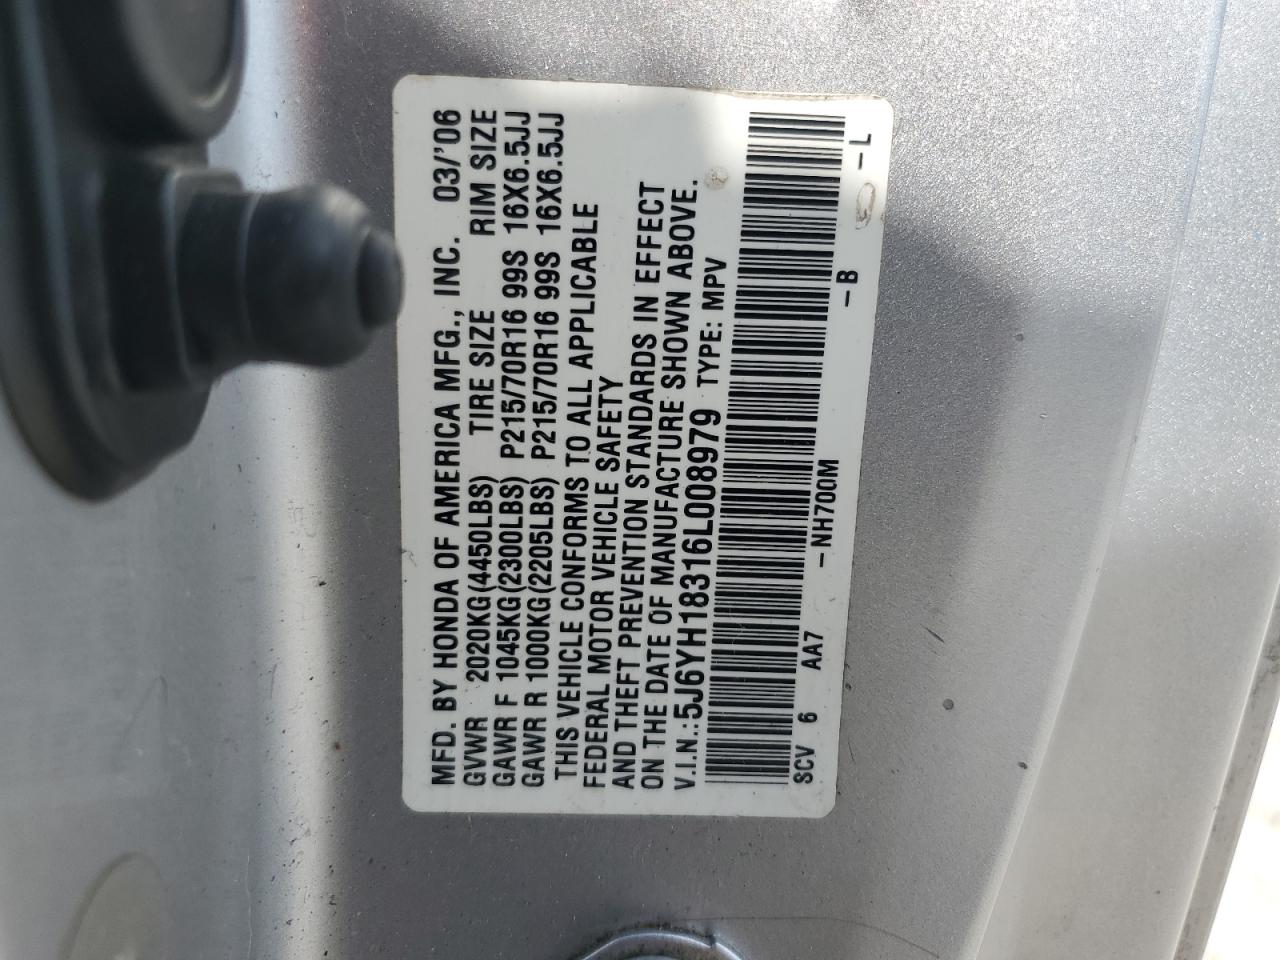 MFD. BY HONDA OF AMERICA MFG., INC. 03/'06
GVWR 2020KG(4450LBS) TIRE SIZE RIM SIZE
GAWR F 1045KG(2300LBS) P215/70R16 99S 16X6.5JJ
GAWR R 1000KG(2205LBS) P215/70R16 99S 16X6.5JJ
THIS VEHICLE CONFORMS TO ALL APPLICABLE
FEDERAL MOTOR VEHICLE SAFETY
AND THEFT PREVENTION STANDARDS IN EFFECT
ON THE DATE OF MANUFACTURE SHOWN ABOVE.
V.I.N.:5J6YH18316L008979 TYPE: MPV
SCV 6 AA7 –NH700M –B –L